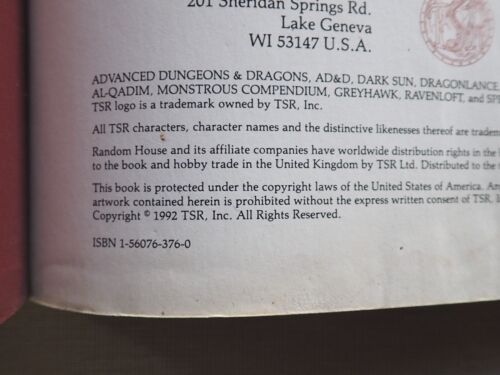 201 Sheridan Springs Rd.
Lake Geneva
WI 53147 U.S.A.
ADVANCED DUNGEONS & DRAGONS, AD&D, DARK SUN, DRAGONLANCE
AL-QADIM, MONSTROUS COMPENDIUM, GREYHAWK, RAVENLOFT, and
TSR logo is a trademark owned by TSR, Inc.
All TSR characters, character names and the distinctive likenesses thereof are
Random House and its affiliate companies have worldwide distribution rights in the
to the book and hobby trade in the United Kingdom by TSR Ltd. Distributed to the
This book is protected under the copyright laws of the United States of America.
artwork contained herein is prohibited without the express written consent of TSR,
Copyright © 1992 TSR, Inc. All Rights Reserved.
ISBN 1-56076-376-0